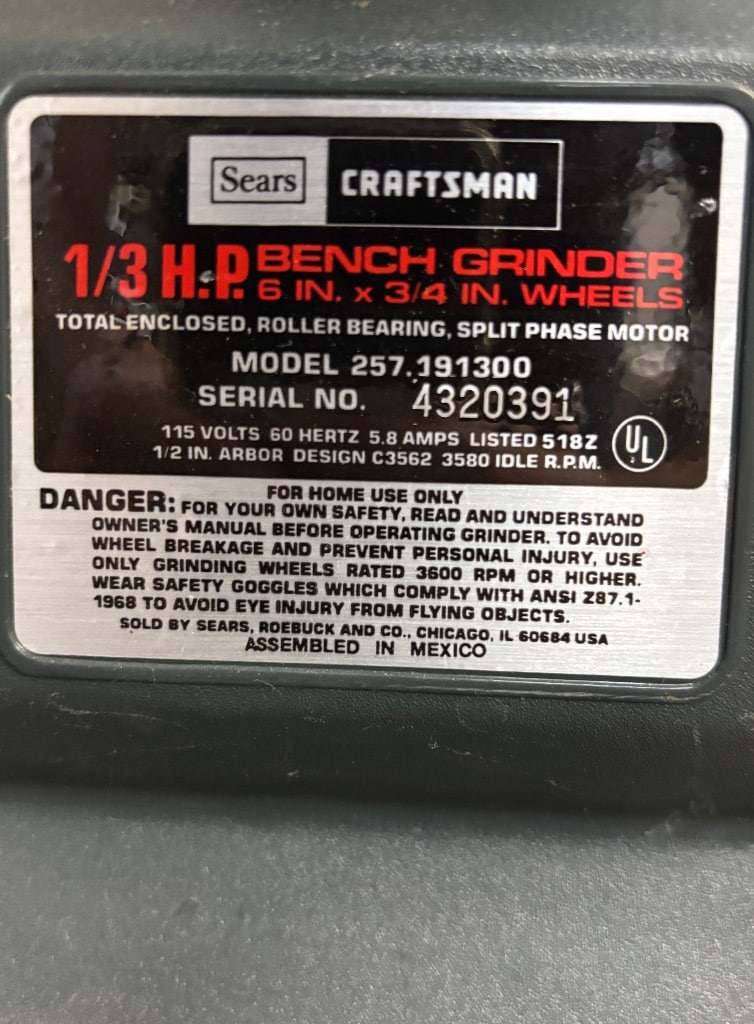 Sears CRAFTSMAN
1/3 H.P. BENCH GRINDER
6 IN. x 3/4 IN. WHEELS
TOTAL ENCLOSED, ROLLER BEARING, SPLIT PHASE MOTOR
MODEL 257.191300
SERIAL NO. 4320391
115 VOLTS 60 HERTZ 5.8 AMPS LISTED 518Z
1/2 IN. ARBOR DESIGN C3562 3580 IDLE R.P.M.
UL
FOR HOME USE ONLY
DANGER: FOR YOUR OWN SAFETY, READ AND UNDERSTAND
OWNER'S MANUAL BEFORE OPERATING GRINDER. TO AVOID
WHEEL BREAKAGE AND PREVENT PERSONAL INJURY, USE
ONLY GRINDING WHEELS RATED 3600 RPM OR HIGHER.
WEAR SAFETY GOGGLES WHICH COMPLY WITH ANSI Z87.1-
1968 TO AVOID EYE INJURY FROM FLYING OBJECTS.
SOLD BY SEARS, ROEBUCK AND CO., CHICAGO, IL 60684 USA
ASSEMBLED IN MEXICO